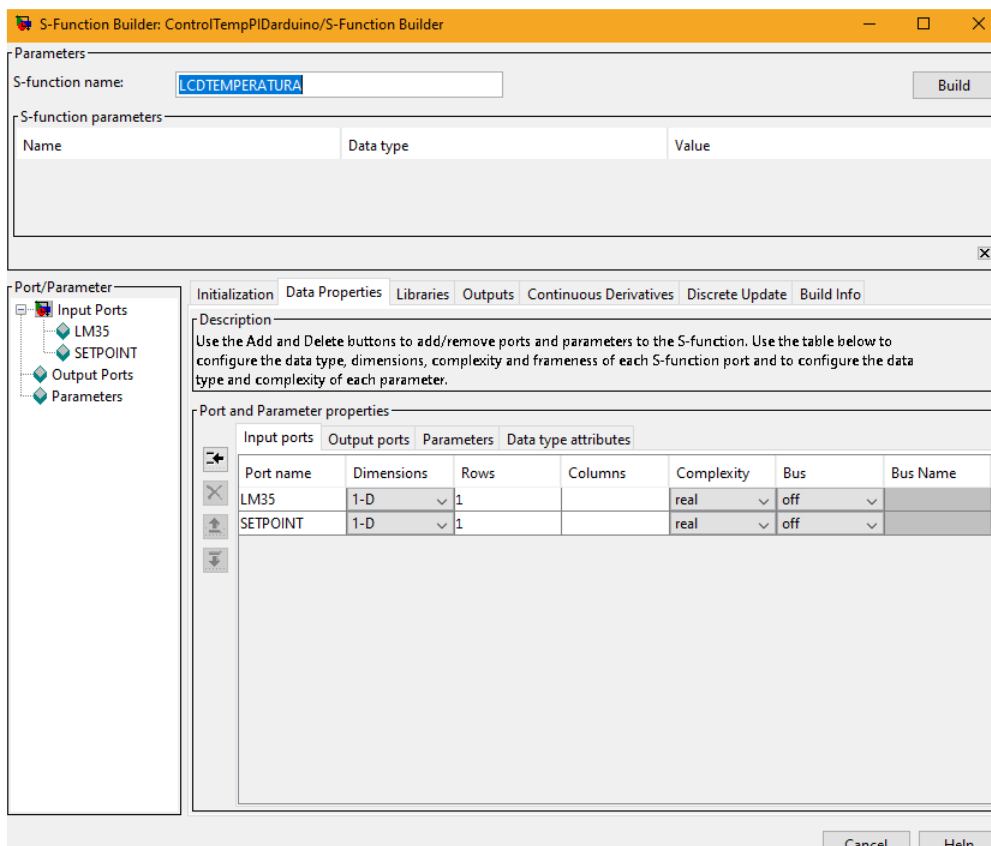 S-Function Builder: ControlTempPIDarduino/S-Function Builder
Parameters
S-function name: LCDTEMPERATURA Build
S-function parameters
Name Data type Value
Port/Parameter
Input Ports
LM35
SETPOINT
Output Ports
Parameters
Initialization Data Properties Libraries Outputs Continuous Derivatives Discrete Update Build Info
Description
Use the Add and Delete buttons to add/remove ports and parameters to the S-function. Use the table below to
configure the data type, dimensions, complexity and frameness of each S-function port and to configure the data
type and complexity of each parameter.
Port and Parameter properties
Input ports Output ports Parameters Data type attributes
Port name Dimensions Rows Columns Complexity Bus Bus Name
LM35 1-D 1 real off
SETPOINT 1-D 1 real off
Cancel Help